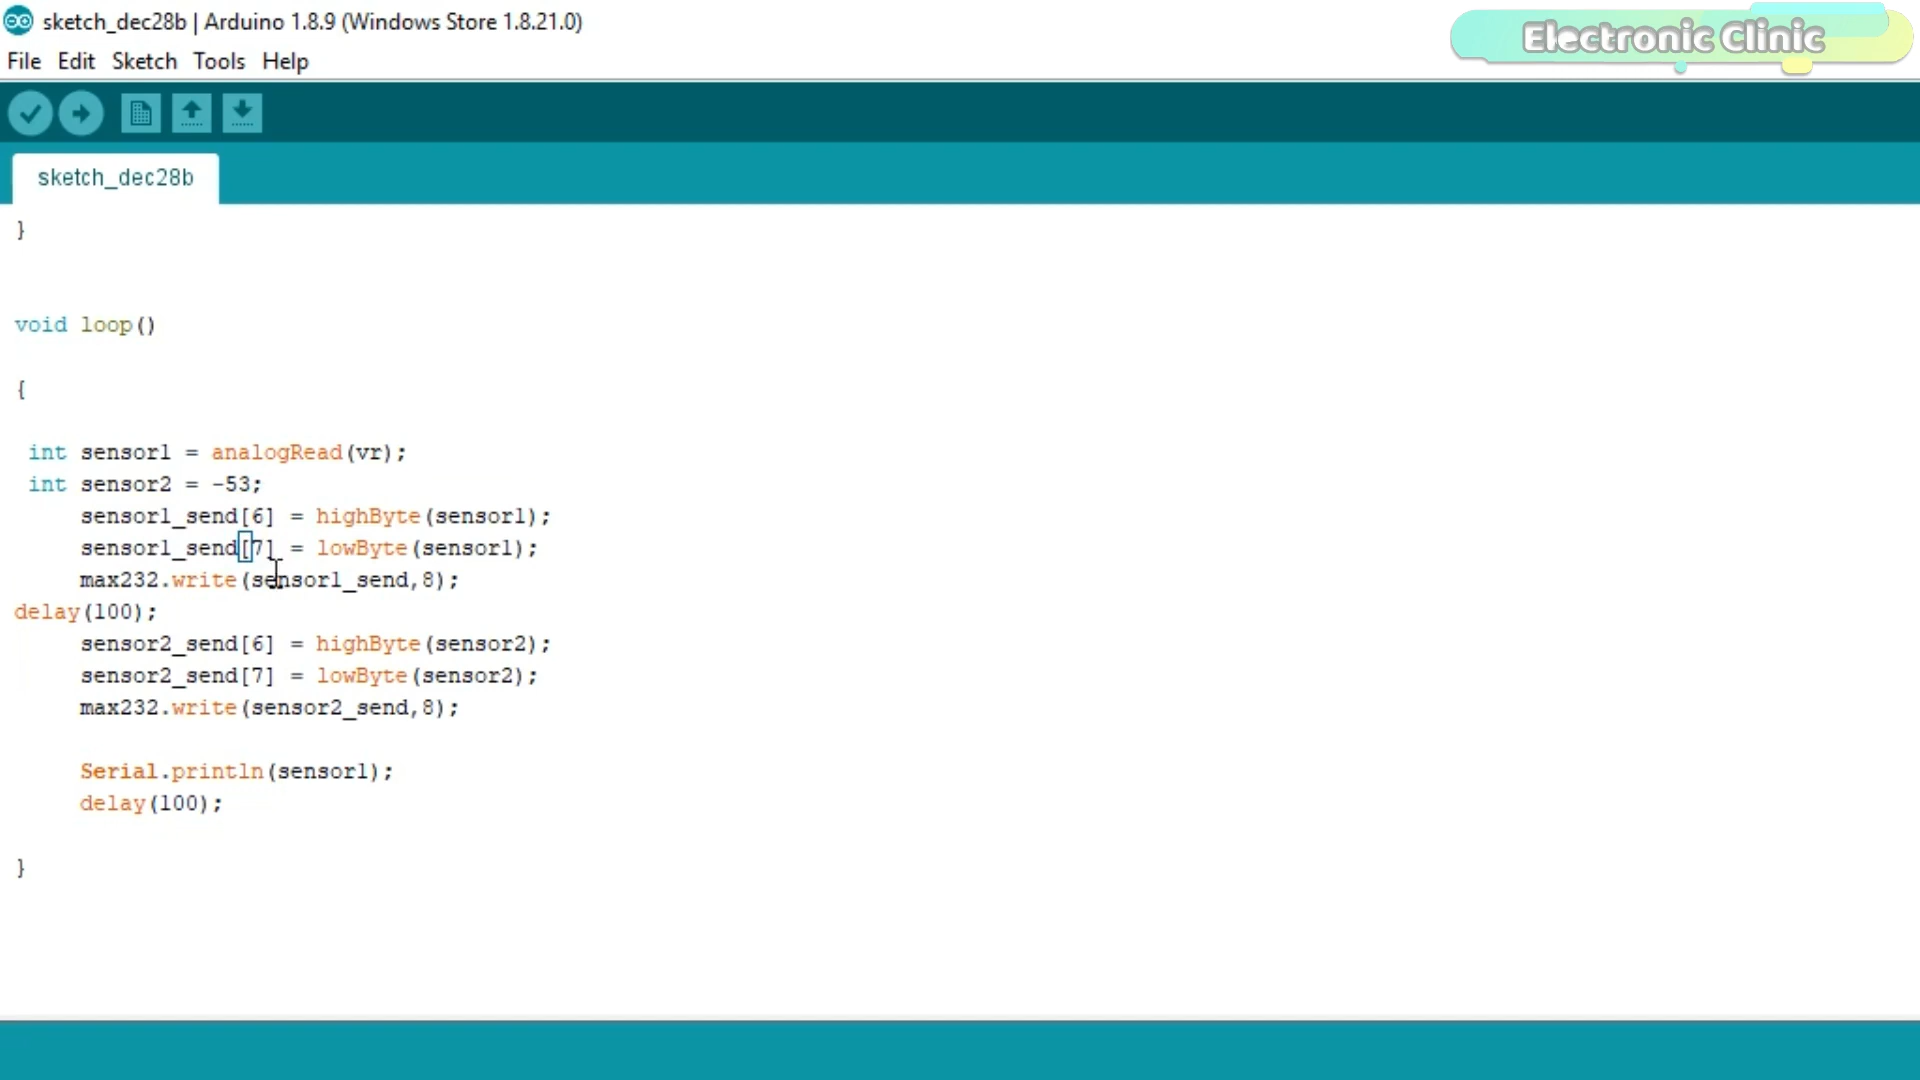 sketch_dec28b | Arduino 1.8.9 (Windows Store 1.8.21.0)
Electronic Clinic
File Edit Sketch Tools Help
sketch_dec28b
}
void loop()
{
int sensor1 = analogRead(vr);
int sensor2 = -53;
sensor1_send[6] = highByte(sensor1);
sensor1_send[7] = lowByte(sensor1);
max232.write(sensor1_send,8);
delay(100);
sensor2_send[6] = highByte(sensor2);
sensor2_send[7] = lowByte(sensor2);
max232.write(sensor2_send,8);
Serial.println(sensor1);
delay(100);
}